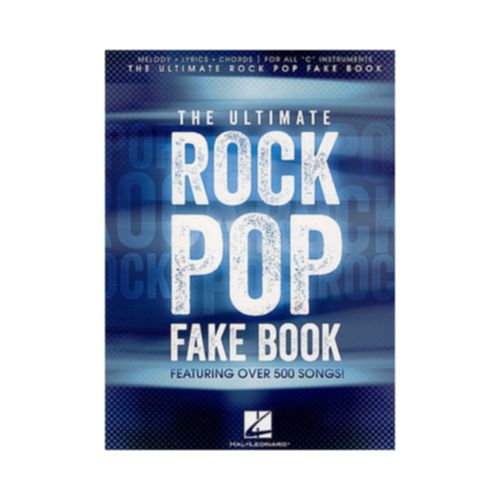 MELODY • LYRICS • CHORDS | FOR ALL "C" INSTRUMENTS
THE ULTIMATE ROCK POP FAKE BOOK
THE ULTIMATE
ROCK
POP
FAKE BOOK
FEATURING OVER 500 SONGS!
HAL•LEONARD®